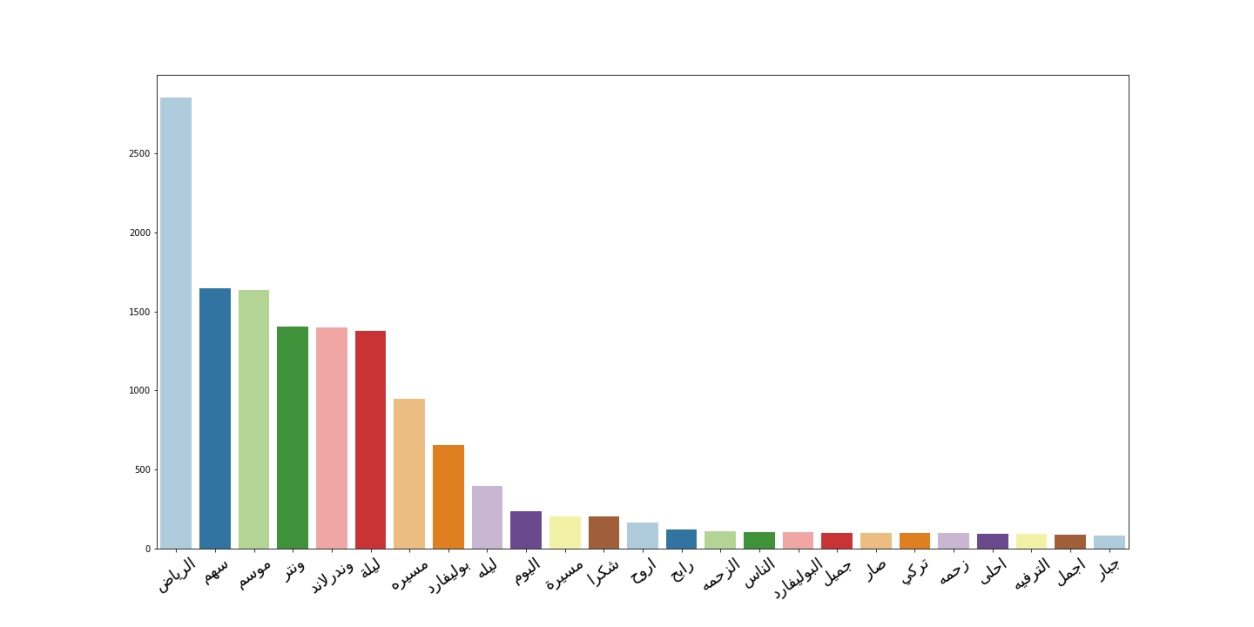 2500
2000
1500
1000
500
0
الرياض
سهم
موسم
ونتر
وندرلاند
ليلة
مسيره
بوليفارد
ليله
اليوم
مسيرة
شكرا
اروح
رايح
الزحمه
الناس
البوليفارد
جميل
صار
تركي
زحمه
احلى
الترفيه
اجمل
جبار